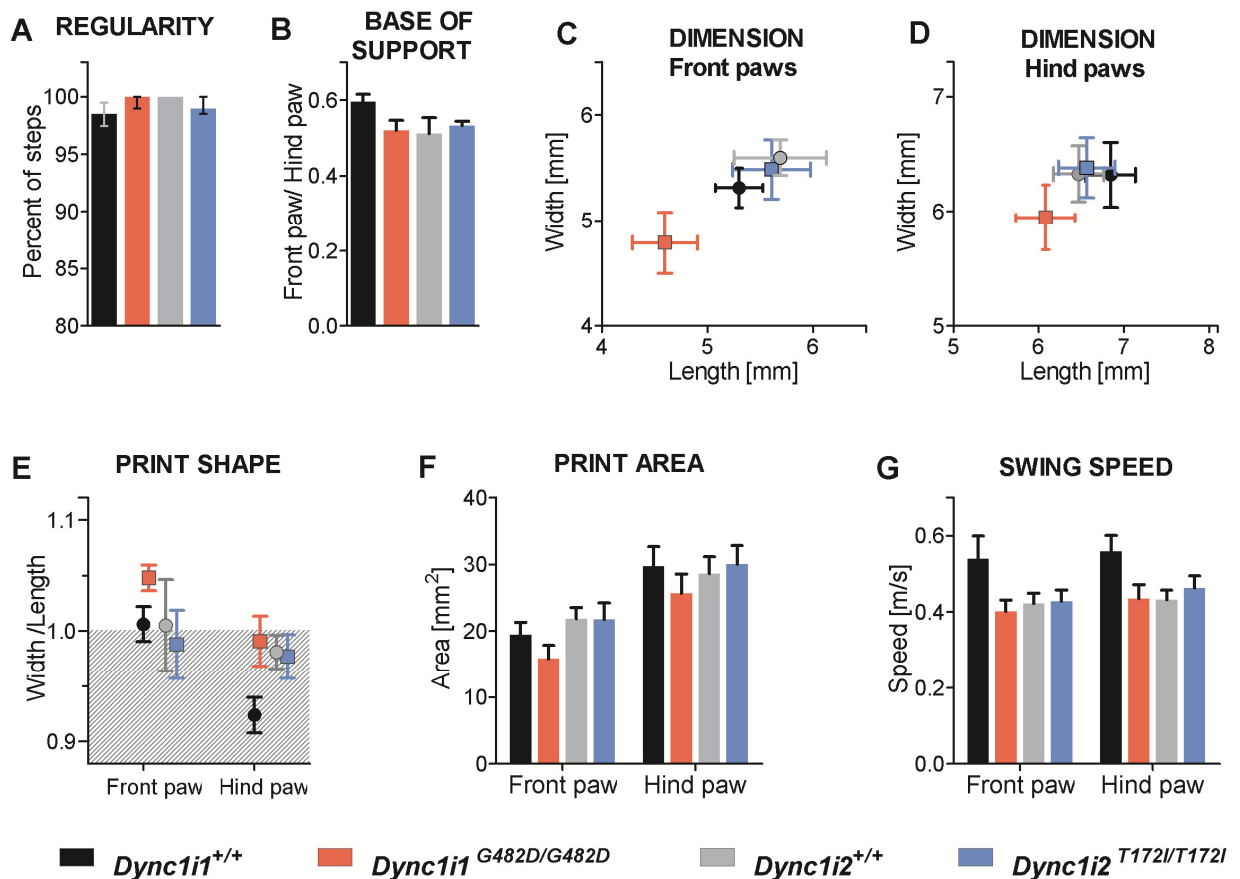 A REGULARITY
B BASE OF
SUPPORT
C DIMENSION
Front paws
D DIMENSION
Hind paws
Percent of steps
100
95
90
85
80
Front paw/ Hind paw
0.6
0.4
0.2
0.0
Width [mm]
6
5
4
4 5 6
Length [mm]
Width [mm]
7
6
5
5 6 7 8
Length [mm]
E PRINT SHAPE
F PRINT AREA
G SWING SPEED
Width /Length
1.1
1.0
0.9
Front paw Hind paw
Area [mm²]
40
30
20
10
0
Front paw Hind paw
Speed [m/s]
0.6
0.4
0.2
0.0
Front paw Hind paw
Dync1i1+/+ Dync1i1 G482D/G482D Dync1i2+/+ Dync1i2 T172I/T172I